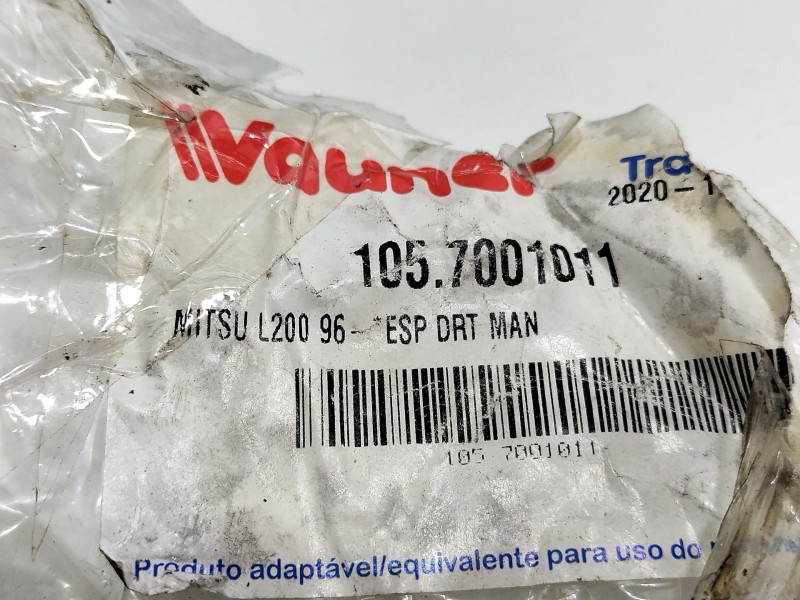 Vauner
Tra
2020-1
105.7001011
MITSU L200 96- ESP DRT MAN
105 7001011
Produto adaptável/equivalente para uso do